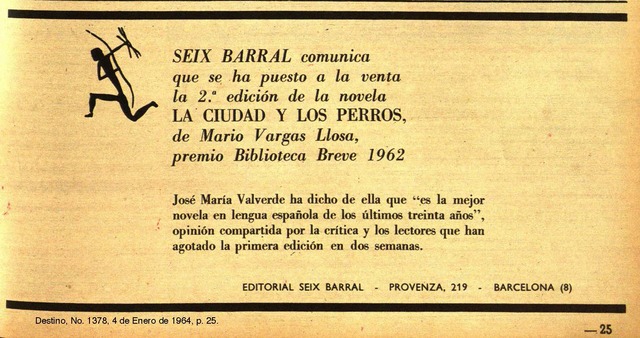 SEIX BARRAL comunica
que se ha puesto a la venta
la 2.ª edición de la novela
LA CIUDAD Y LOS PERROS,
de Mario Vargas Llosa,
premio Biblioteca Breve 1962
José María Valverde ha dicho de ella que "es la mejor
novela en lengua española de los últimos treinta años",
opinión compartida por la crítica y los lectores que han
agotado la primera edición en dos semanas.
EDITORIAL SEIX BARRAL - PROVENZA, 219 - BARCELONA (8)
Destino, No. 1378, 4 de Enero de 1964, p. 25.
—25